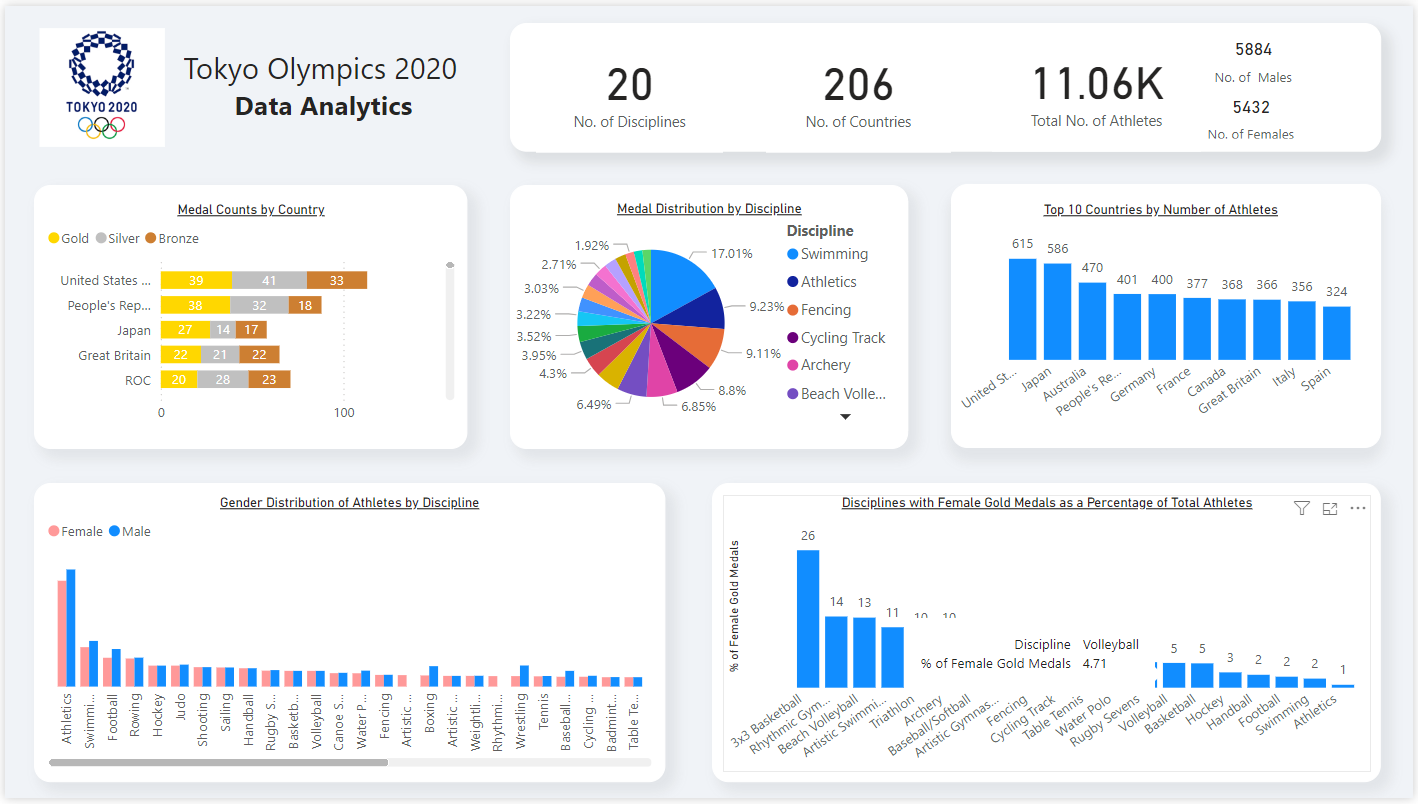 TOKYO 2020
Tokyo Olympics 2020
Data Analytics
20
No. of Disciplines
206
No. of Countries
11.06K
Total No. of Athletes
5884
No. of Males
5432
No. of Females
Medal Counts by Country
Gold Silver Bronze
United States ... 39 41 33
People's Rep... 38 32 18
Japan 27 14 17
Great Britain 22 21 22
ROC 20 28 23
0 100
Medal Distribution by Discipline
1.92%
2.71%
3.03%
3.22%
3.52%
3.95%
4.3%
6.49%
17.01%
9.23%
9.11%
8.8%
6.85%
Discipline
Swimming
Athletics
Fencing
Cycling Track
Archery
Beach Volle...
Top 10 Countries by Number of Athletes
615 586 470 401 400 377 368 366 356 324
United St...
Japan
Australia
People's Re...
Germany
France
Canada
Great Britain
Italy
Spain
Gender Distribution of Athletes by Discipline
Female Male
Athletics
Swimmi...
Football
Rowing
Hockey
Judo
Shooting
Sailing
Handball
Rugby S...
Basketb...
Volleyball
Canoe S...
Water P...
Fencing
Artistic ...
Boxing
Artistic ...
Weightli...
Rhythmi...
Wrestling
Tennis
Baseball...
Cycling ...
Badmint...
Table Te...
Disciplines with Female Gold Medals as a Percentage of Total Athletes
% of Female Gold Medals
26 14 13 11 10 10
Discipline Volleyball
% of Female Gold Medals 4.71
5 5 3 2 2 2 1
3x3 Basketball
Rhythmic Gym...
Beach Volleyball
Artistic Swimmi...
Triathlon
Archery
Baseball/Softball
Artistic Gymnas...
Fencing
Cycling Track
Table Tennis
Water Polo
Rugby Sevens
Volleyball
Basketball
Hockey
Handball
Football
Swimming
Athletics